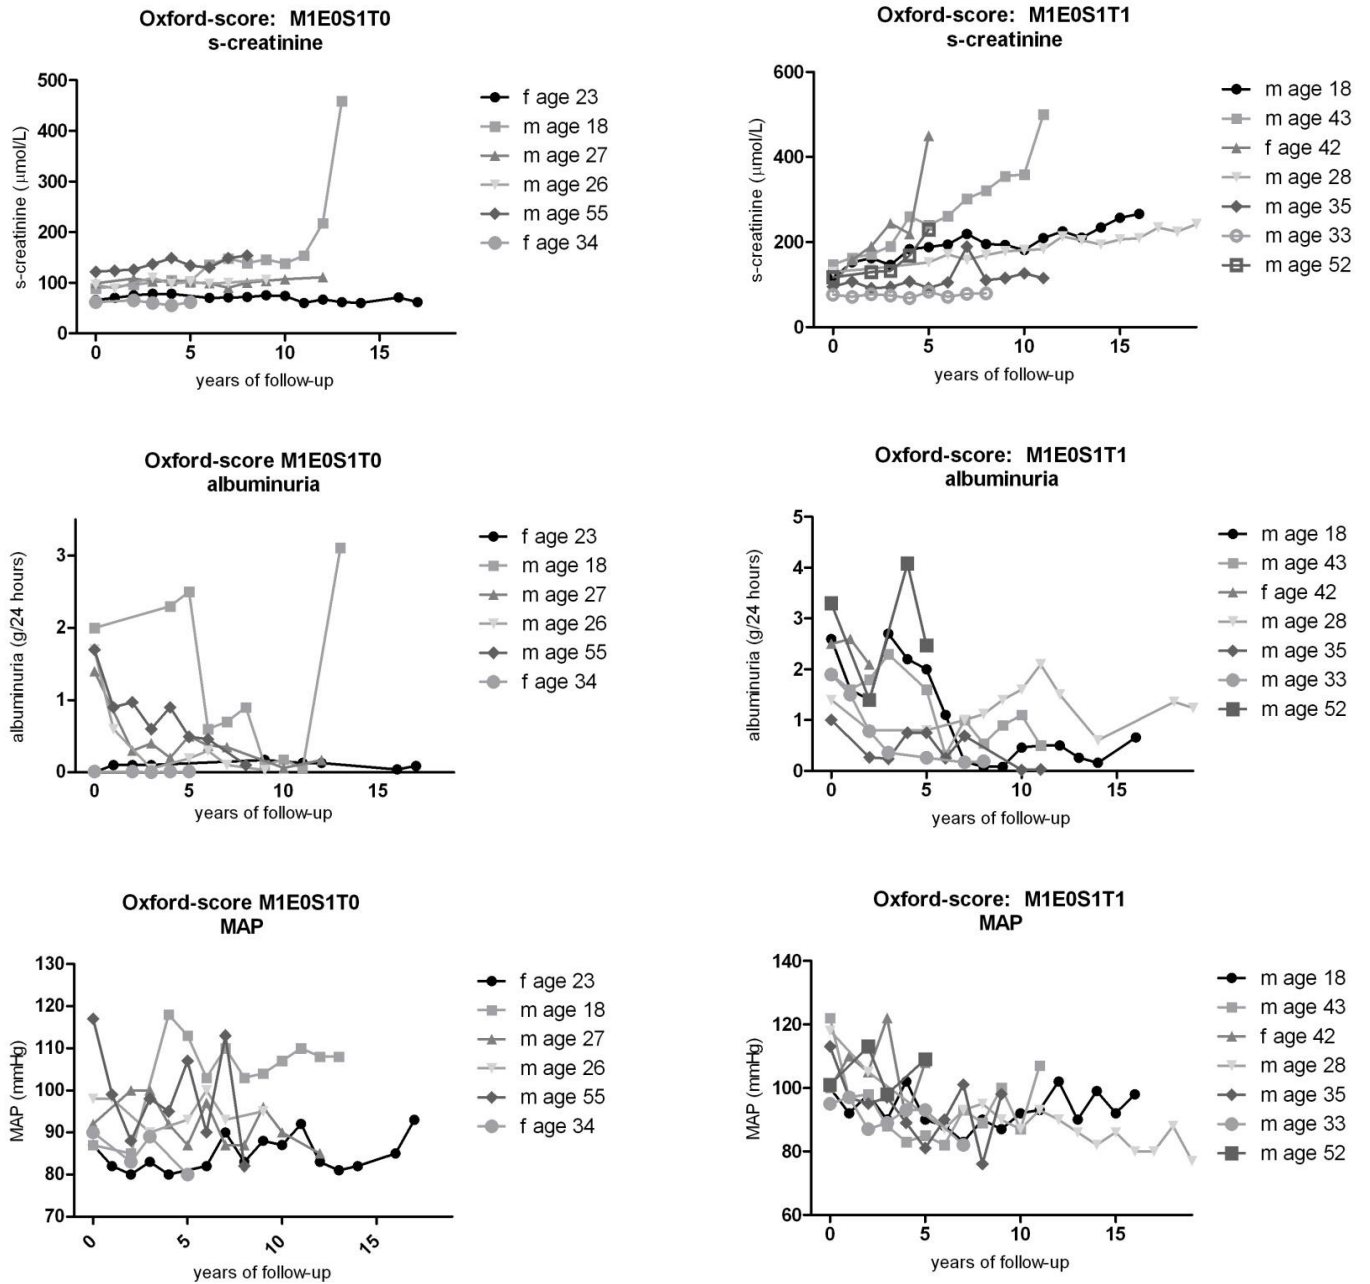 Oxford-score:  M1E0S1T0
s-creatinine
500
400
300
200
100
0
s-creatinine (μmol/L)
0 5 10 15
years of follow-up
f age 23
m age 18
m age 27
m age 26
m age 55
f age 34
Oxford-score:  M1E0S1T1
s-creatinine
600
400
200
0
s-creatinine (μmol/L)
0 5 10 15
years of follow-up
m age 18
m age 43
f age 42
m age 28
m age 35
m age 33
m age 52
Oxford-score M1E0S1T0
albuminuria
3
2
1
0
albuminuria (g/24 hours)
0 5 10 15
years of follow-up
f age 23
m age 18
m age 27
m age 26
m age 55
f age 34
Oxford-score:  M1E0S1T1
albuminuria
5
4
3
2
1
0
albuminuria (g/24 hours)
0 5 10 15
years of follow-up
m age 18
m age 43
f age 42
m age 28
m age 35
m age 33
m age 52
Oxford-score M1E0S1T0
MAP
130
120
110
100
90
80
70
MAP (mmHg)
0 5 10 15
years of follow-up
f age 23
m age 18
m age 27
m age 26
m age 55
f age 34
Oxford-score:  M1E0S1T1
MAP
140
120
100
80
60
MAP (mmHg)
0 5 10 15
years of follow-up
m age 18
m age 43
f age 42
m age 28
m age 35
m age 33
m age 52